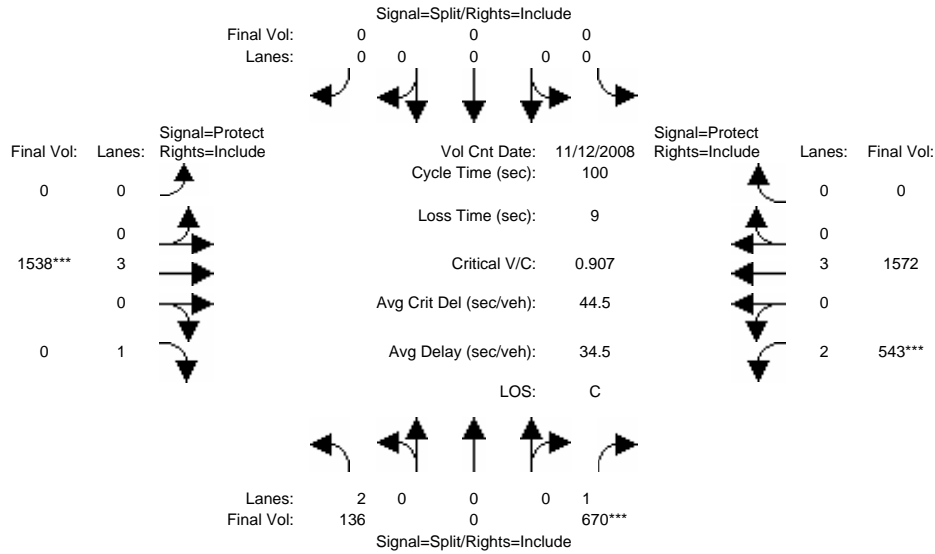 Signal=Split/Rights=Include
Final Vol: 0 0 0
Lanes: 0 0 0 0 0
Signal=Protect Signal=Protect
Final Vol: Lanes: Rights=Include Vol Cnt Date: 11/12/2008 Rights=Include Lanes: Final Vol:
Cycle Time (sec): 100
0 0 0 0
Loss Time (sec): 9
0 0
1538*** 3 Critical V/C: 0.907 3 1572
0 Avg Crit Del (sec/veh): 44.5 0
0 1 Avg Delay (sec/veh): 34.5 2 543***
LOS: C
Lanes: 2 0 0 0 1
Final Vol: 136 0 670***
Signal=Split/Rights=Include